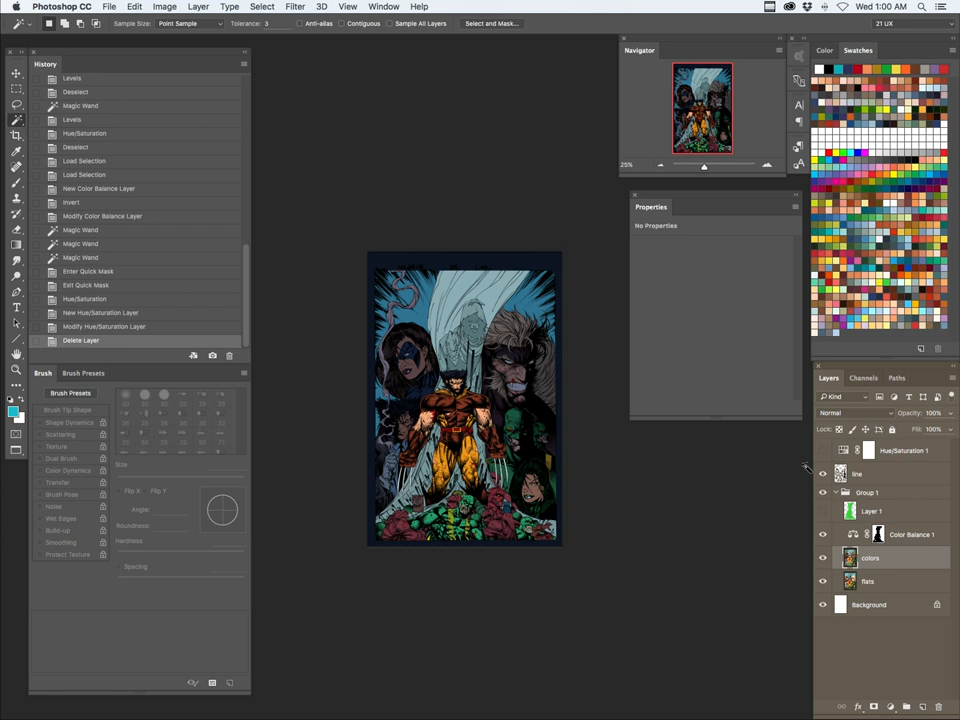 Photoshop CC File Edit Image Layer Type Select Filter 3D View Window Help Wed 1:00 AM
Sample Size: Point Sample Tolerance: 3 Anti-alias Contiguous Sample All Layers Select and Mask... 21 UX
History
Levels
Deselect
Magic Wand
Levels
Hue/Saturation
Deselect
Load Selection
Load Selection
New Color Balance Layer
Invert
Modify Color Balance Layer
Magic Wand
Magic Wand
Magic Wand
Enter Quick Mask
Exit Quick Mask
Hue/Saturation
New Hue/Saturation Layer
Modify Hue/Saturation Layer
Delete Layer
Brush Brush Presets
Brush Presets
Brush Tip Shape
Shape Dynamics
Scattering
Texture
Dual Brush
Color Dynamics
Transfer
Brush Pose
Noise
Wet Edges
Build-up
Smoothing
Protect Texture
Size
Flip X Flip Y
Angle:
Roundness:
Hardness
Spacing
Navigator
25%
Properties
No Properties
Color Swatches
Layers Channels Paths
Kind
Normal Opacity: 100%
Lock: Fill: 100%
Hue/Saturation 1
line
Group 1
Layer 1
Color Balance 1
colors
flats
Background